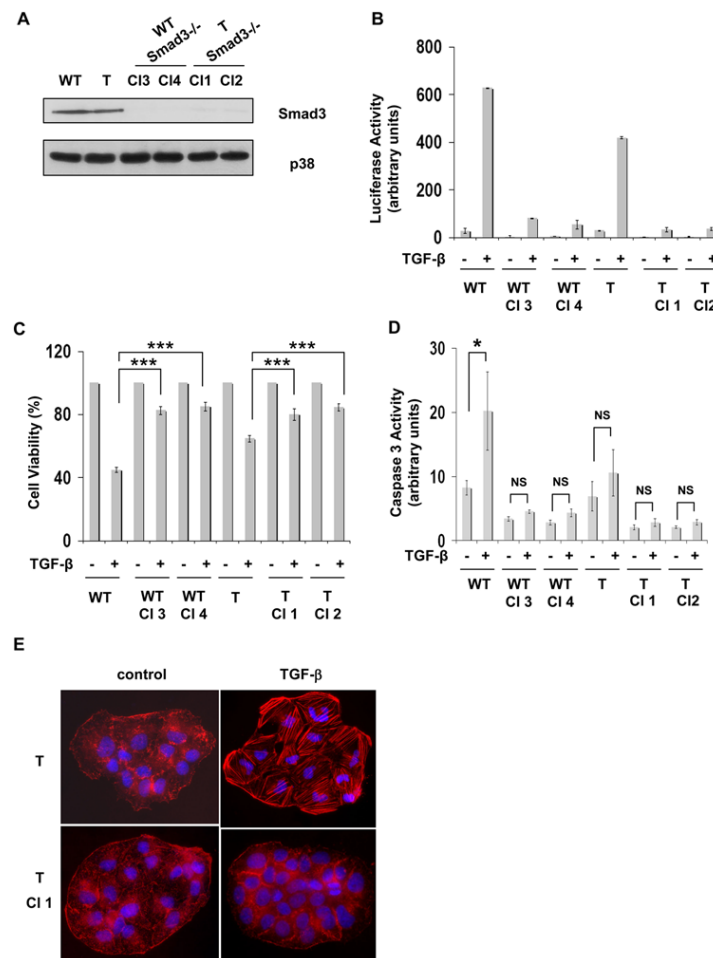 A
WT
Smad3-/-
T
Smad3-/-
WT T Cl3 Cl4 Cl1 Cl2
Smad3
p38
B
Luciferase Activity
(arbitrary units)
800
600
400
200
0
TGF-β - + - + - + - + - + - +
WT WT Cl 3 WT Cl 4 T T Cl 1 T Cl2
C
Cell Viability (%)
120
80
40
0
*** *** *** ***
TGF-β - + - + - + - + - + - +
WT WT Cl 3 WT Cl 4 T T Cl 1 T Cl 2
D
Caspase 3 Activity
(arbitrary units)
30
20
10
0
* NS NS NS NS NS
TGF-β - + - + - + - + - + - +
WT WT Cl 3 WT Cl 4 T T Cl 1 T Cl2
E
control TGF-β
T
T
Cl 1